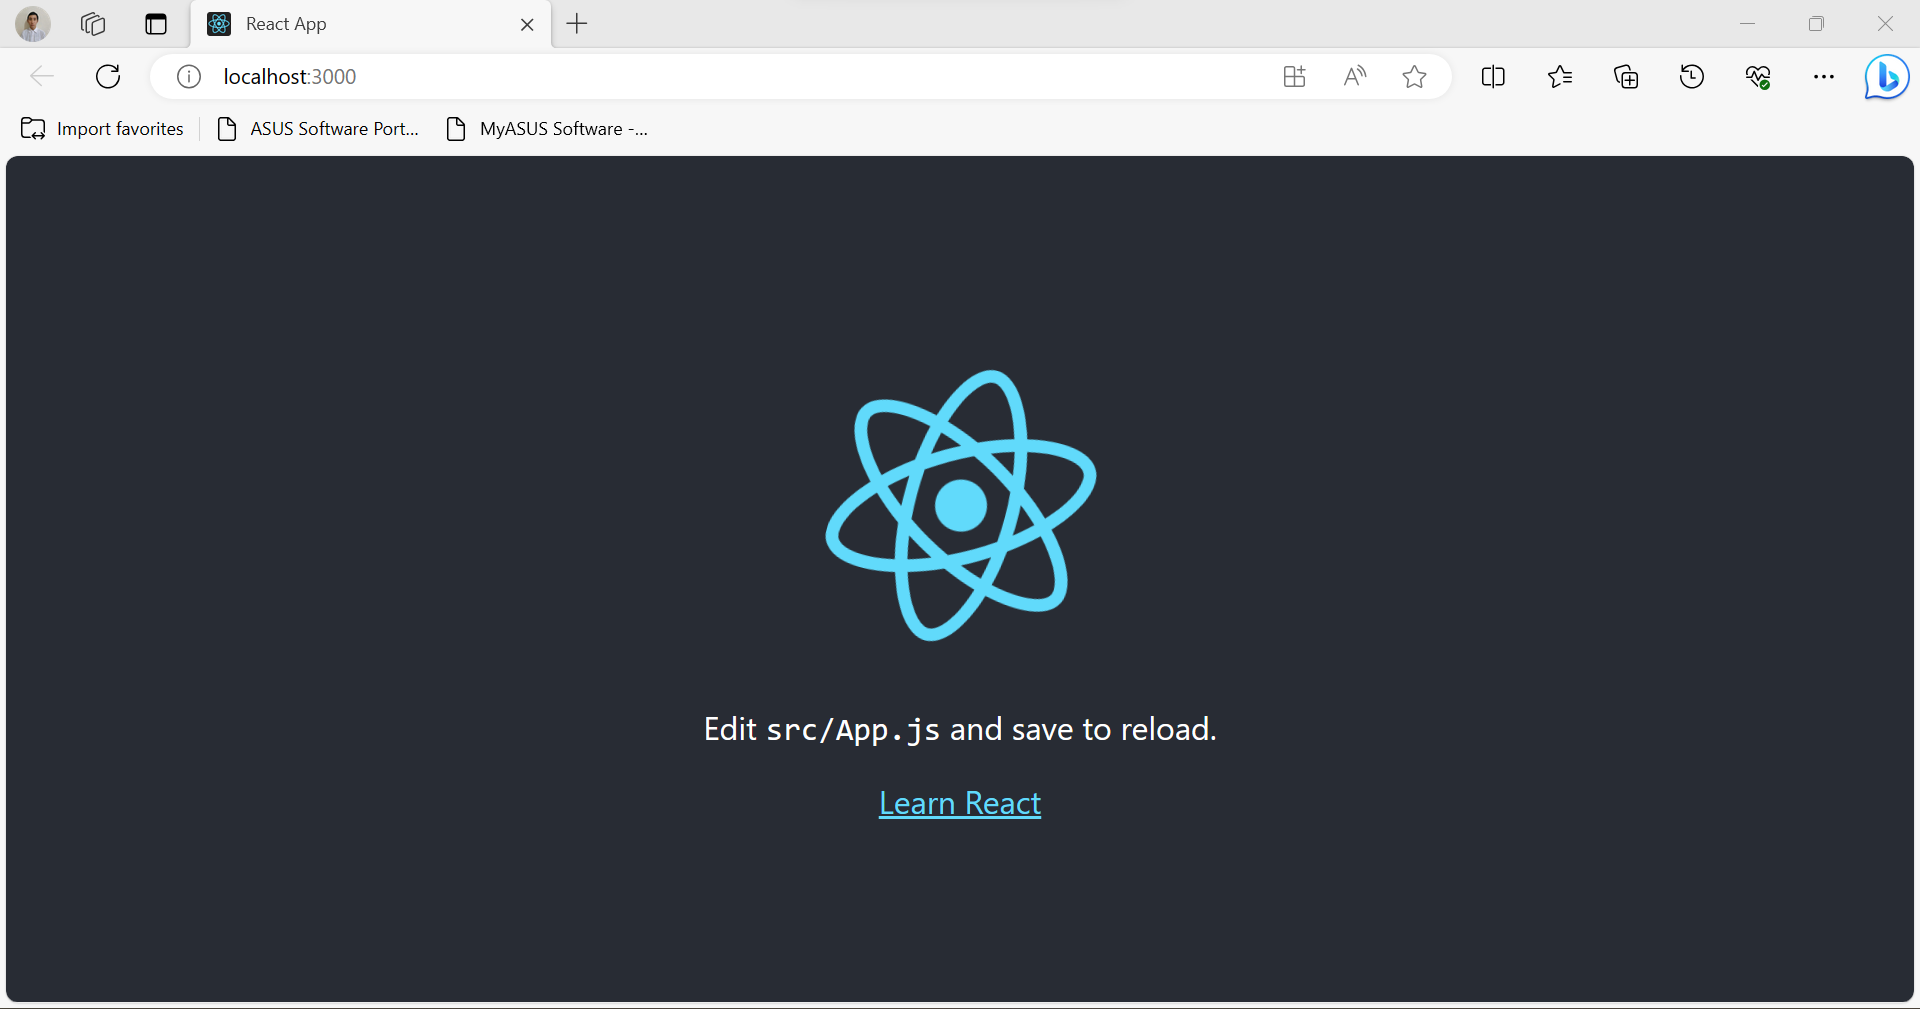 React App
localhost:3000
Import favorites
ASUS Software Port...
MyASUS Software -...
Edit src/App.js and save to reload.
Learn React